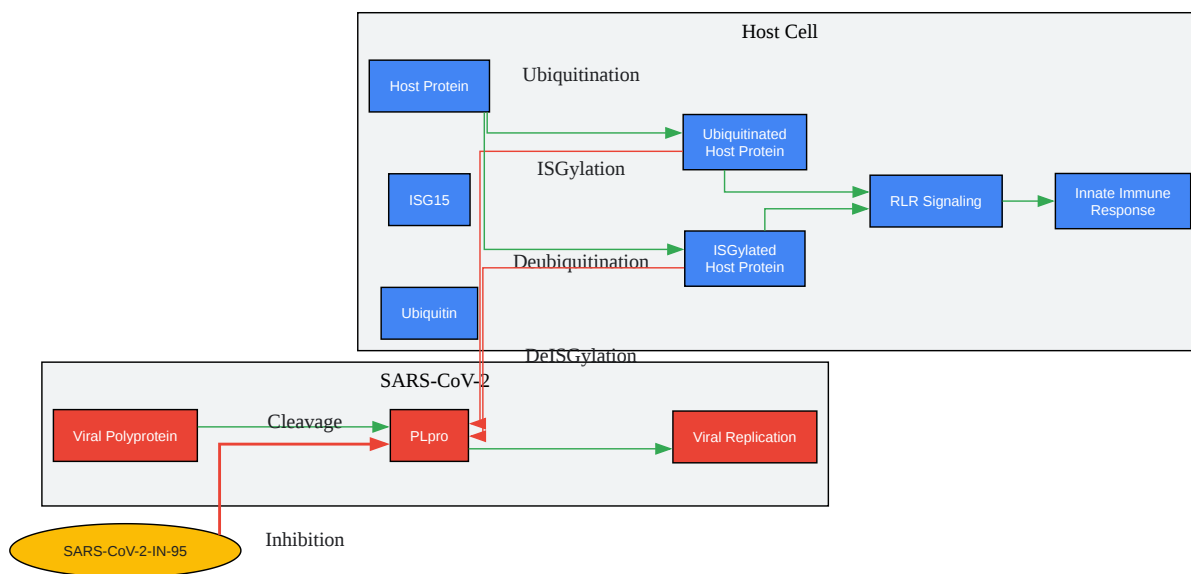 Host Cell
Host Protein
Ubiquitination
Ubiquitinated
Host Protein
ISGylation
ISG15
RLR Signaling
Innate Immune
Response
ISGylated
Host Protein
Deubiquitination
Ubiquitin
DeISGylation
SARS-CoV-2
Viral Polyprotein
Cleavage
PLpro
Viral Replication
SARS-CoV-2-IN-95
Inhibition